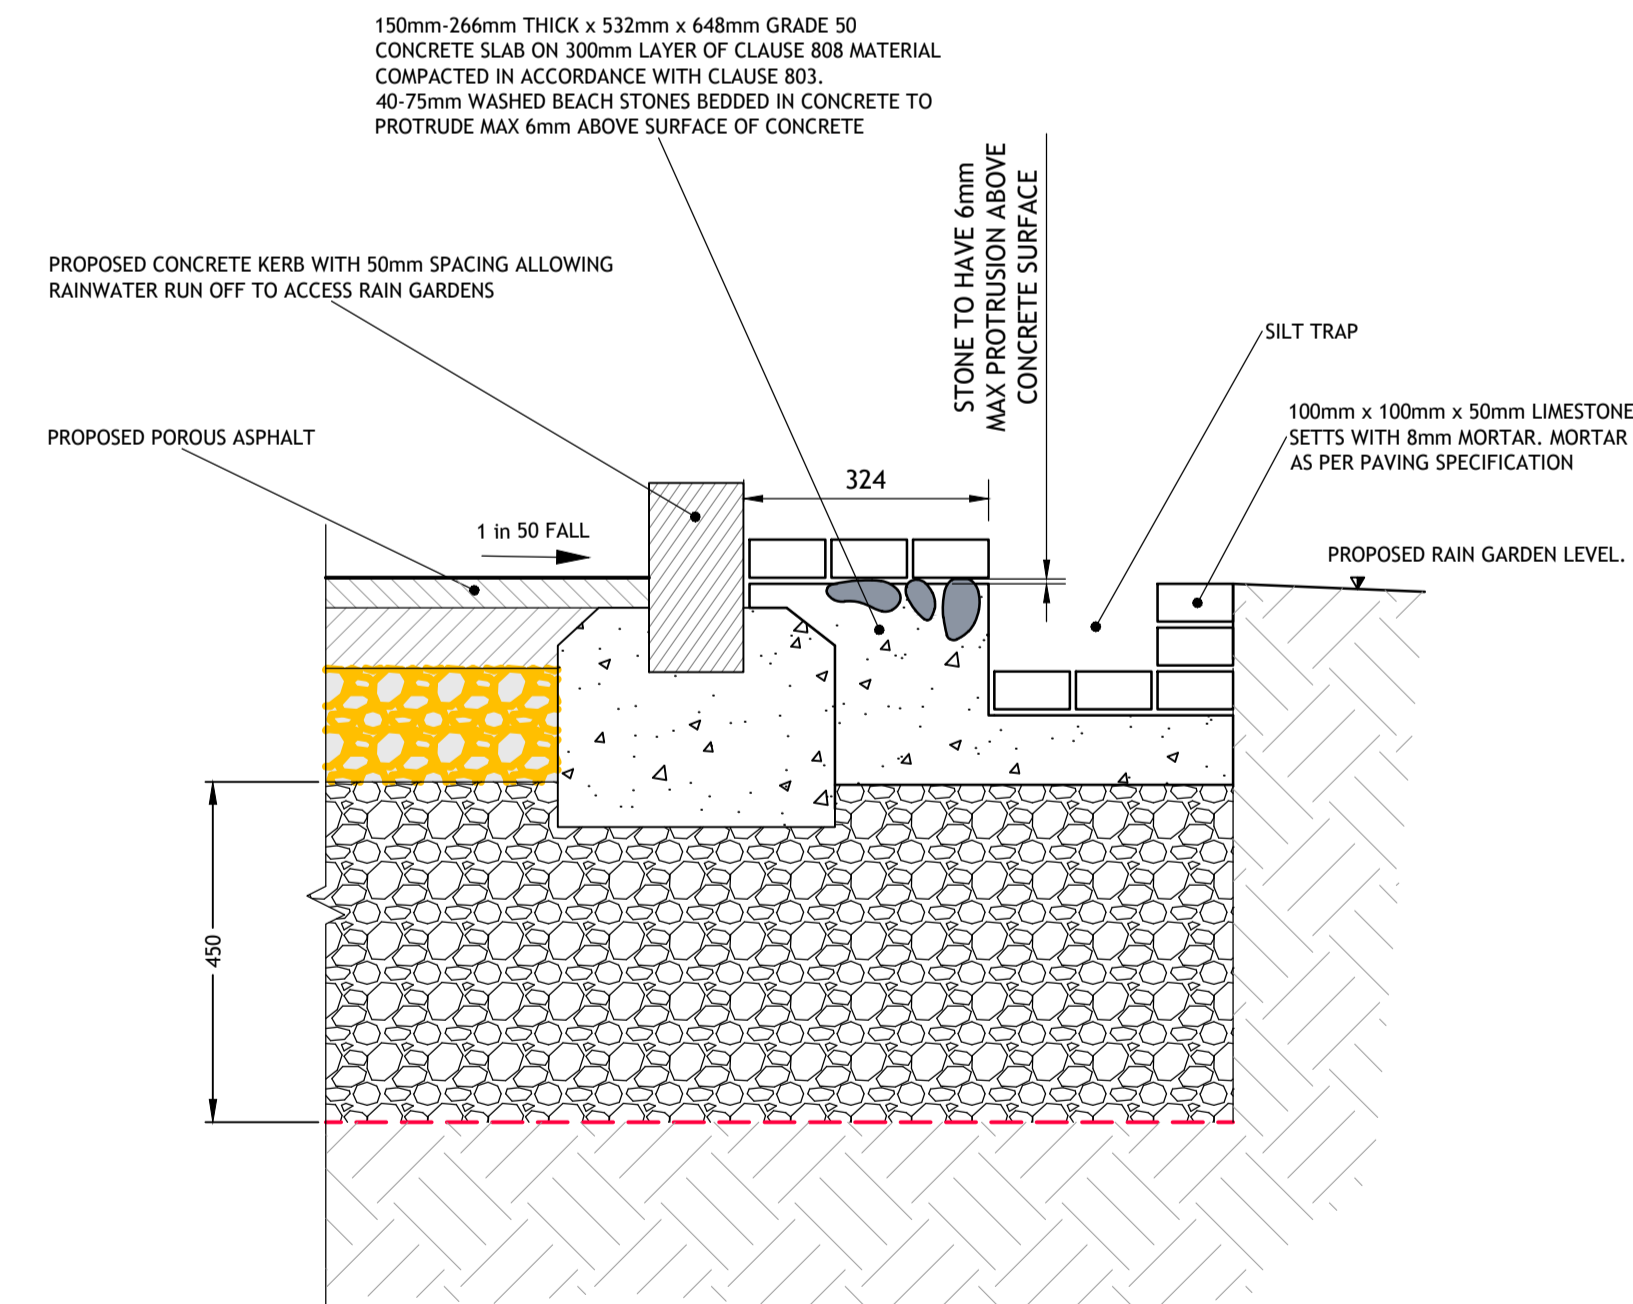 150mm-266mm THICK x 532mm x 648mm GRADE 50
CONCRETE SLAB ON 300mm LAYER OF CLAUSE 808 MATERIAL
COMPACTED IN ACCORDANCE WITH CLAUSE 803.
40-75mm WASHED BEACH STONES BEDDED IN CONCRETE TO
PROTRUDE MAX 6mm ABOVE SURFACE OF CONCRETE
STONE TO HAVE 6mm
MAX PROTRUSION ABOVE
CONCRETE SURFACE
PROPOSED CONCRETE KERB WITH 50mm SPACING ALLOWING
RAINWATER RUN OFF TO ACCESS RAIN GARDENS
SILT TRAP
100mm x 100mm x 50mm LIMESTONE
SETTS WITH 8mm MORTAR. MORTAR
AS PER PAVING SPECIFICATION
PROPOSED POROUS ASPHALT
324
1 in 50 FALL
PROPOSED RAIN GARDEN LEVEL.
450